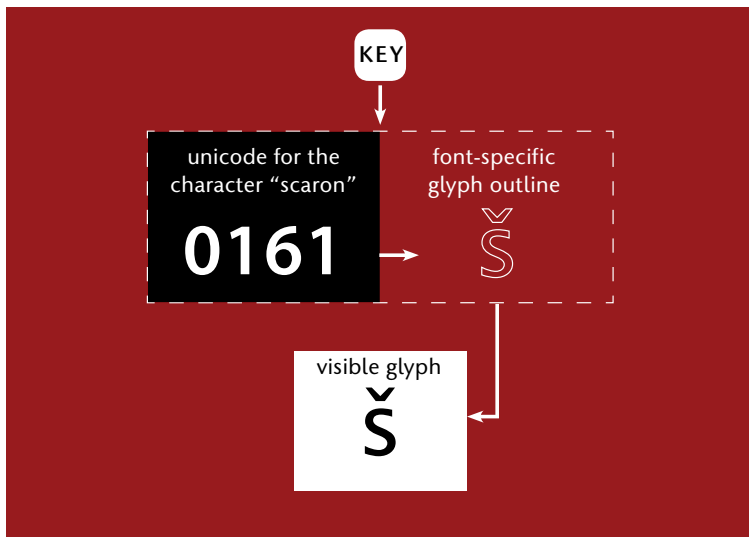 KEY
unicode for the
character “scaron”
0161
font-specific
glyph outline
š
visible glyph
š